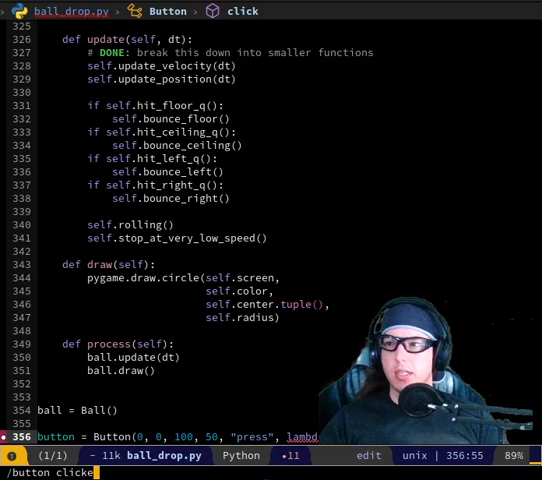 ball_drop.py › Button › click
325
326 def update(self, dt):
327 # DONE: break this down into smaller functions
328 self.update_velocity(dt)
329 self.update_position(dt)
330
331 if self.hit_floor_q():
332 self.bounce_floor()
333 if self.hit_ceiling_q():
334 self.bounce_ceiling()
335 if self.hit_left_q():
336 self.bounce_left()
337 if self.hit_right_q():
338 self.bounce_right()
339
340 self.rolling()
341 self.stop_at_very_low_speed()
342
343 def draw(self):
344 pygame.draw.circle(self.screen,
345 self.color,
346 self.center.tuple(),
347 self.radius)
348
349 def process(self):
350 ball.update(dt)
351 ball.draw()
352
353
354 ball = Ball()
355
356 button = Button(0, 0, 100, 50, "press", lambd
1 (1/1) - 11k ball_drop.py Python •11 edit unix | 356:55 89%
/button clicke